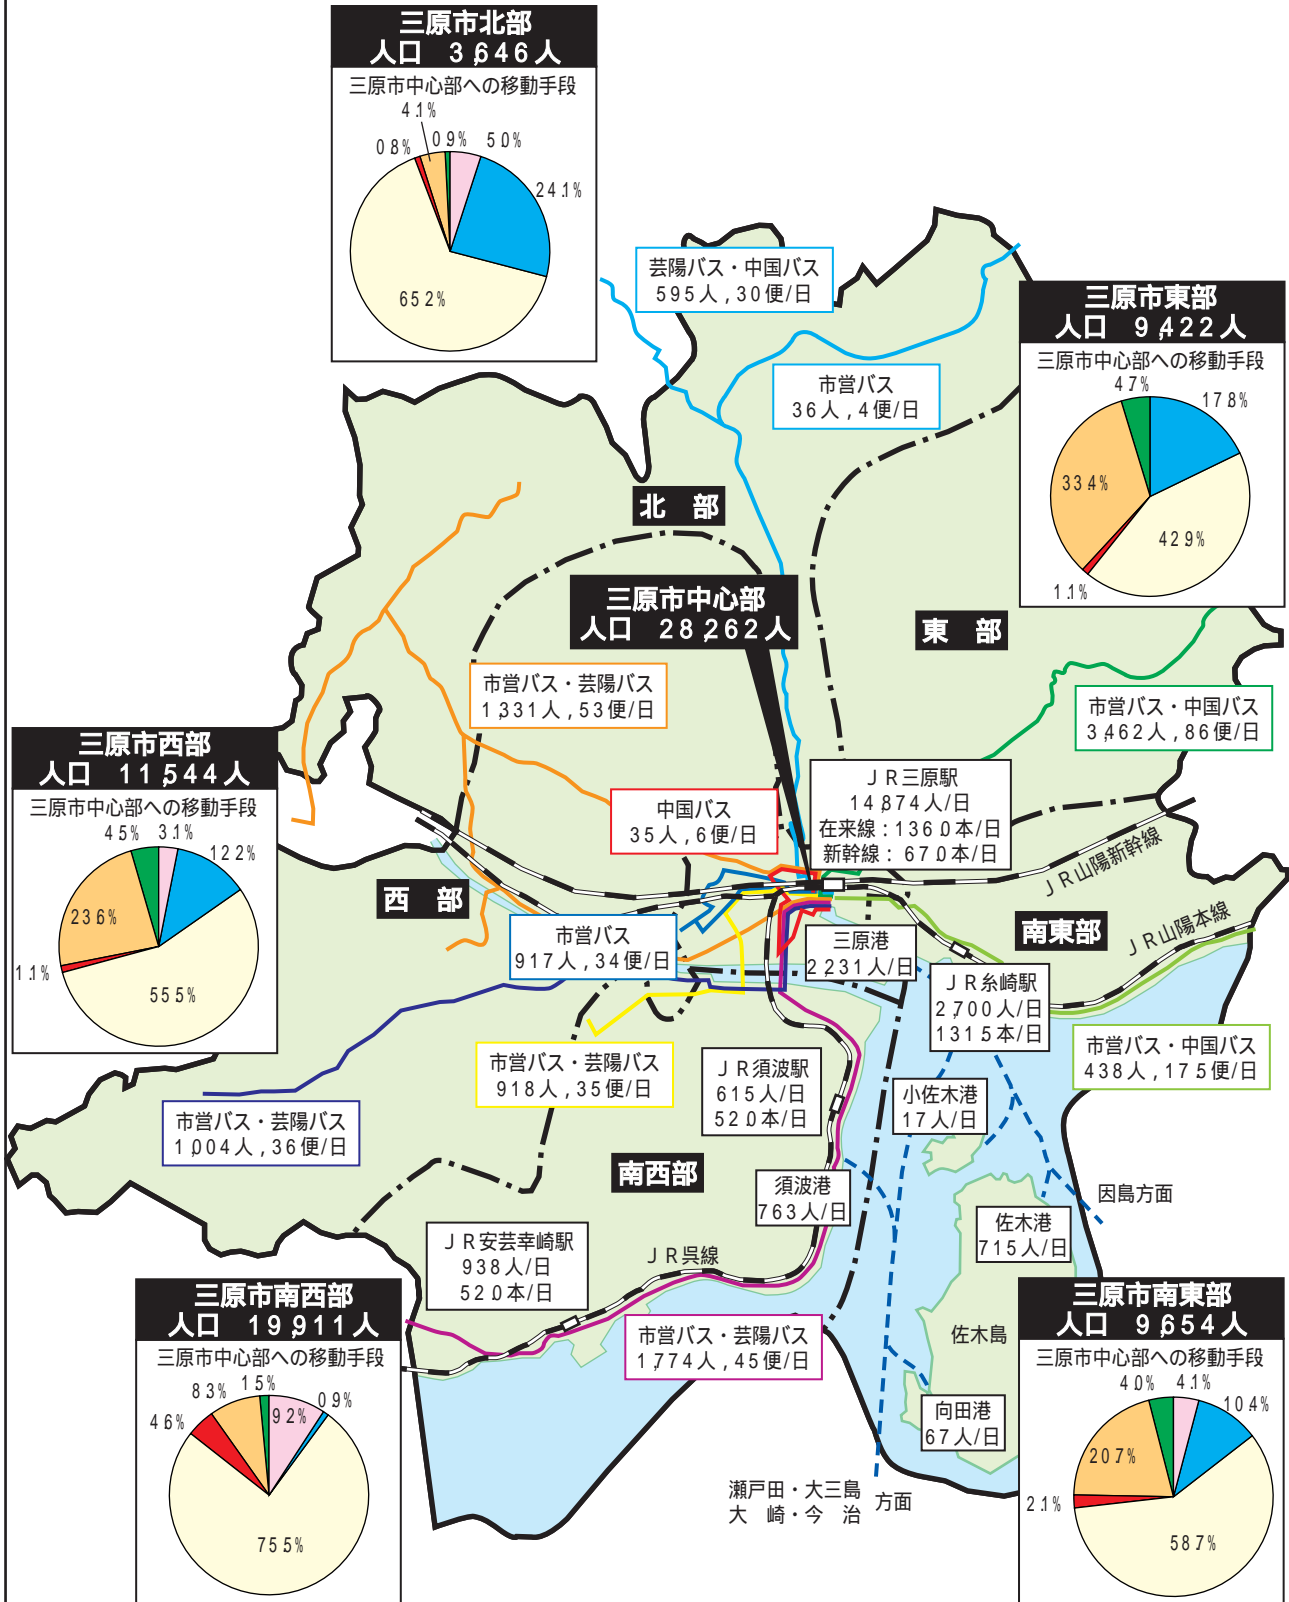 三原市北部
人口 3,646人
三原市中心部への移動手段
4.1%
0.8%
0.9%
5.0%
24.1%
65.2%
芸陽バス・中国バス
595人,30便/日
市営バス
36人,4便/日
三原市東部
人口 9,422人
三原市中心部への移動手段
4.7%
17.8%
33.4%
42.9%
1.1%
北 部
三原市中心部
人口 28,262人
東 部
市営バス・芸陽バス
1,331人,53便/日
市営バス・中国バス
3,462人,86便/日
三原市西部
人口 11,544人
三原市中心部への移動手段
4.5%
3.1%
12.2%
23.6%
1.1%
55.5%
中国バス
35人,6便/日
JR三原駅
14,874人/日
在来線:136.0本/日
新幹線:67.0本/日
JR山陽新幹線
西 部
南東部
JR山陽本線
市営バス
917人,34便/日
三原港
2,231人/日
JR糸崎駅
2,700人/日
131.5本/日
市営バス・中国バス
438人,17.5便/日
市営バス・芸陽バス
918人,35便/日
JR須波駅
615人/日
52.0本/日
小佐木港
17人/日
市営バス・芸陽バス
1,004人,36便/日
南西部
須波港
763人/日
因島方面
佐木港
715人/日
JR安芸幸崎駅
938人/日
52.0本/日
JR呉線
三原市南西部
人口 19,911人
三原市中心部への移動手段
8.3%
1.5%
9.2%
0.9%
4.6%
75.5%
市営バス・芸陽バス
1,774人,45便/日
佐木島
向田港
67人/日
瀬戸田・大三島
大 崎・今 治
方面
三原市南東部
人口 9,654人
三原市中心部への移動手段
4.0%
4.1%
10.4%
20.7%
2.1%
58.7%